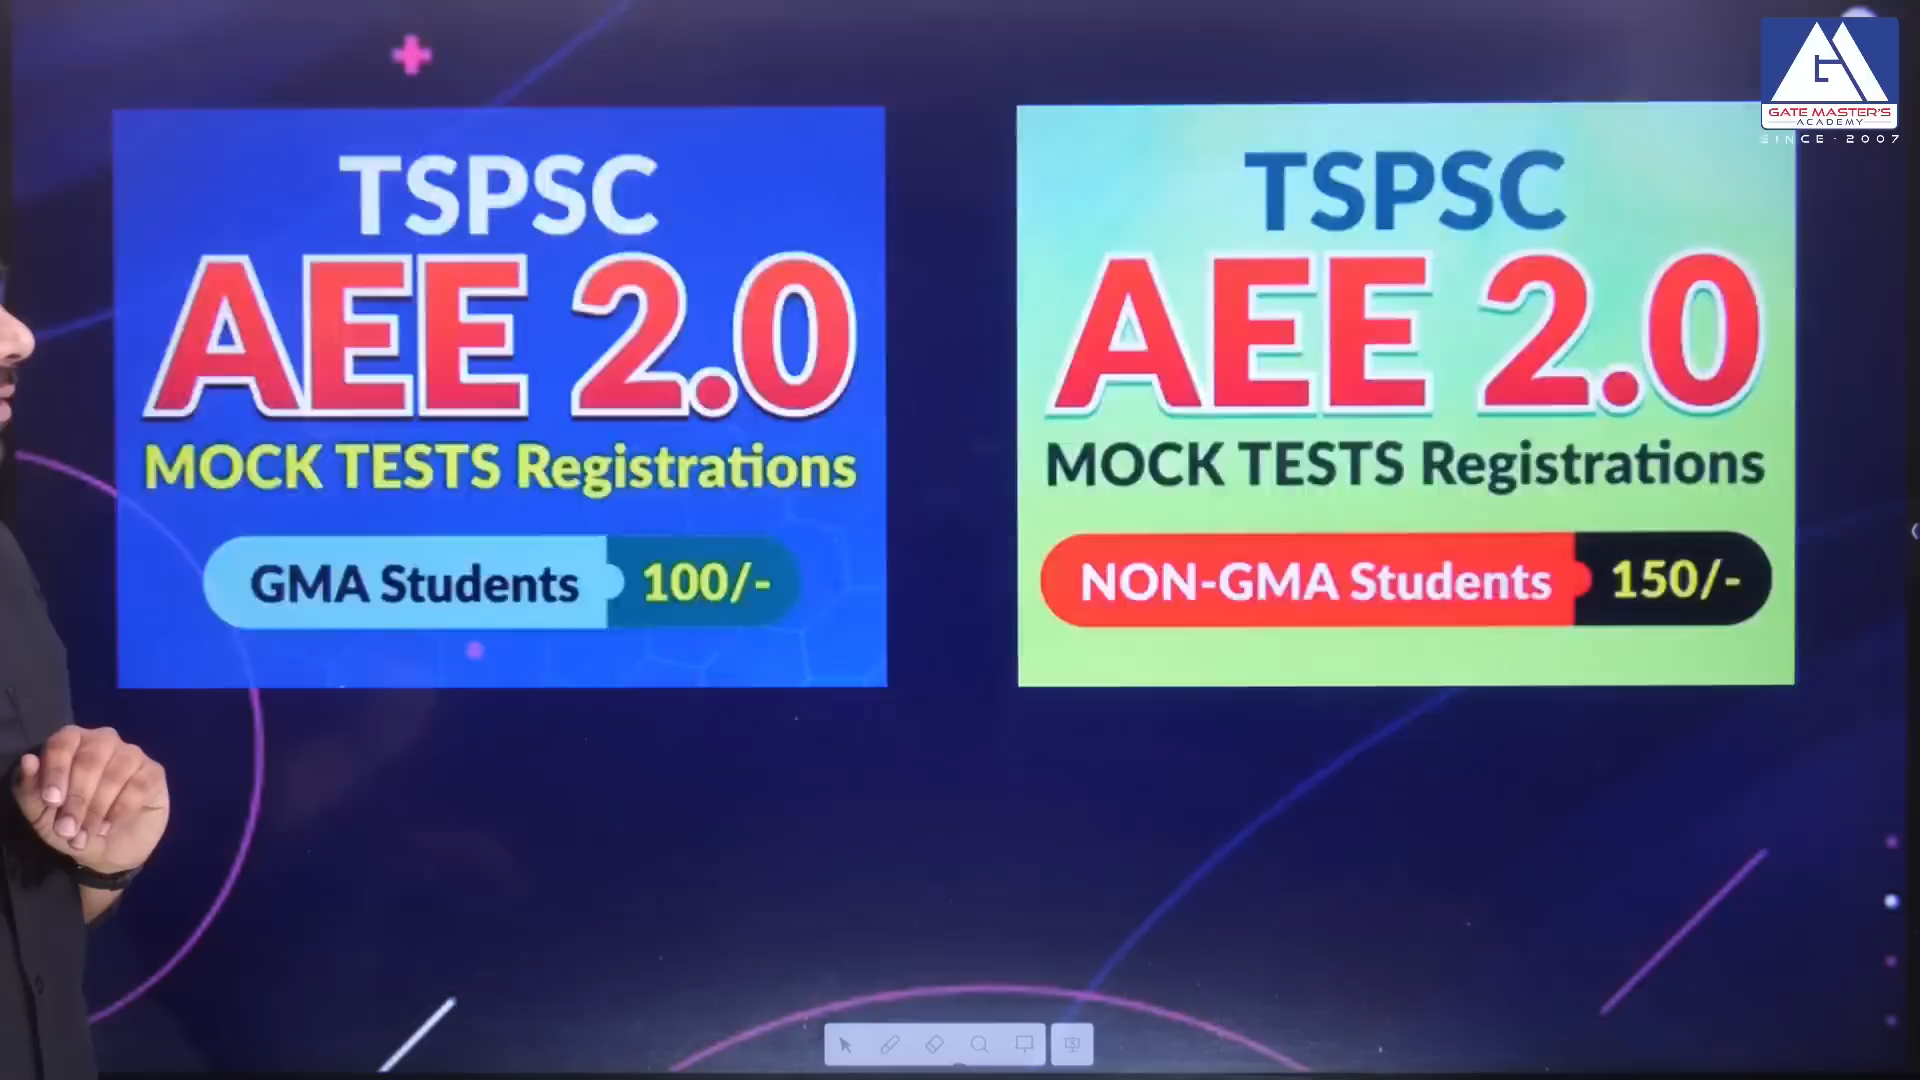 TSPSC
AEE 2.0
MOCK TESTS Registrations
GMA Students 100/-
TSPSC
AEE 2.0
MOCK TESTS Registrations
NON-GMA Students 150/-
GATE MASTER'S
ACADEMY
SINCE-2007